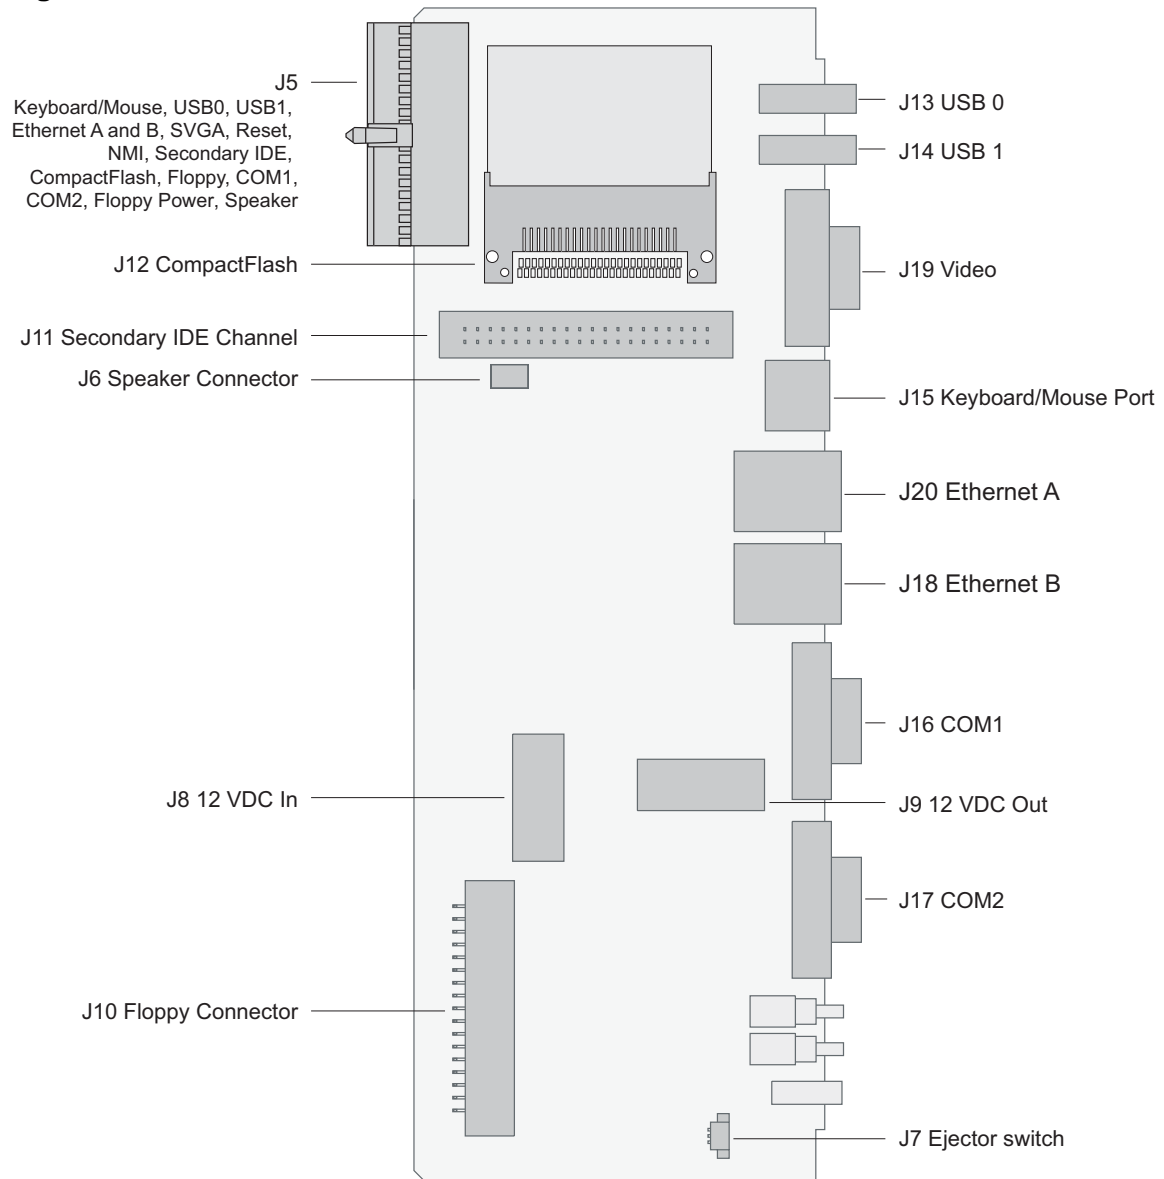 J5
Keyboard/Mouse, USB0, USB1,
Ethernet A and B, SVGA, Reset,
NMI, Secondary IDE,
CompactFlash, Floppy, COM1,
COM2, Floppy Power, Speaker
J12 CompactFlash
J11 Secondary IDE Channel
J6 Speaker Connector
J8 12 VDC In
J10 Floppy Connector
J13 USB 0
J14 USB 1
J19 Video
J15 Keyboard/Mouse Port
J20 Ethernet A
J18 Ethernet B
J16 COM1
J9 12 VDC Out
J17 COM2
J7 Ejector switch